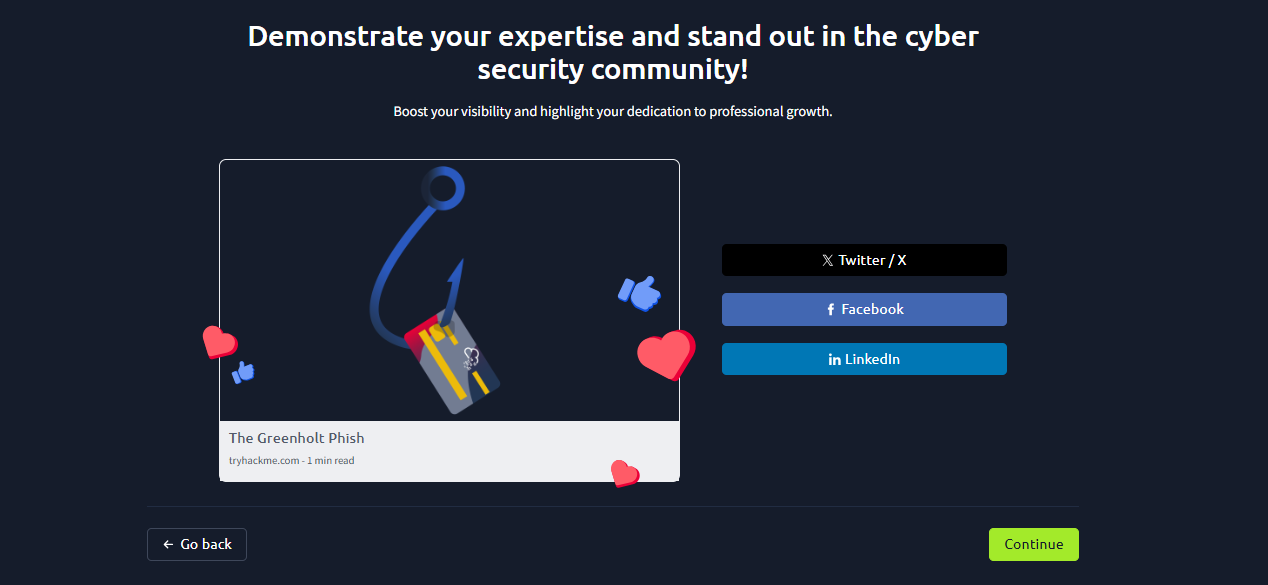 Demonstrate your expertise and stand out in the cyber
security community!
Boost your visibility and highlight your dedication to professional growth.
𝕏 Twitter / X
f Facebook
in LinkedIn
The Greenholt Phish
tryhackme.com - 1 min read
← Go back
Continue